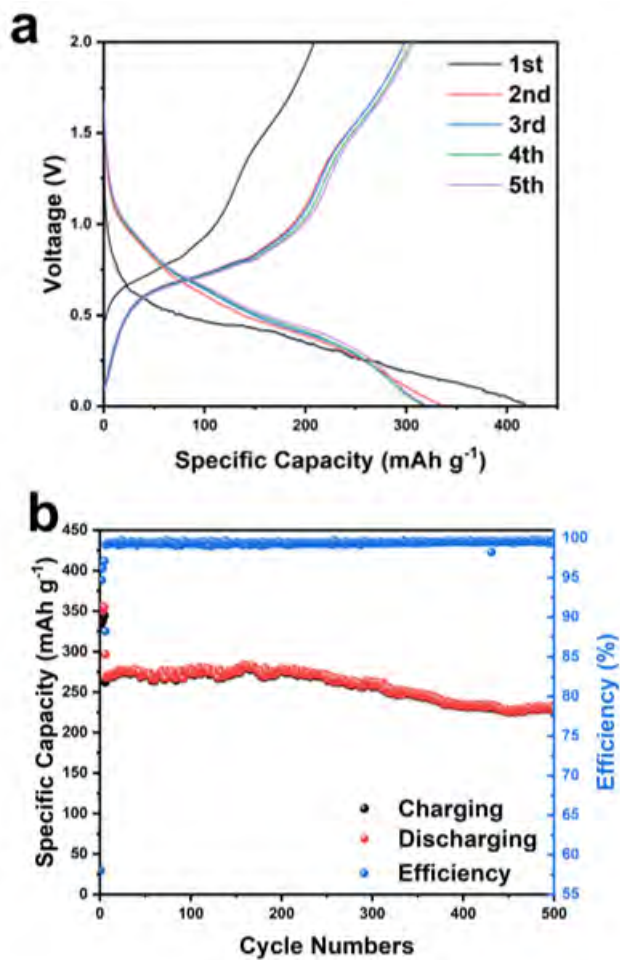 a
2.0
1.5
1.0
0.5
0.0
Voltaage (V)
1st
2nd
3rd
4th
5th
0 100 200 300 400
Specific Capacity (mAh g⁻¹)
b
450
400
350
300
250
200
150
100
50
0
Specific Capacity (mAh g⁻¹)
100
95
90
85
80
75
70
65
60
55
Efficiency (%)
Charging
Discharging
Efficiency
0 100 200 300 400 500
Cycle Numbers